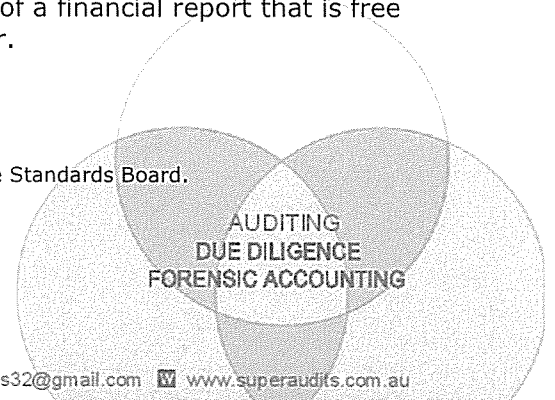 of a financial report that is free
r.
e Standards Board.
AUDITING
DUE DILIGENCE
FORENSIC ACCOUNTING
s32@gmail.com W www.superaudits.com.au